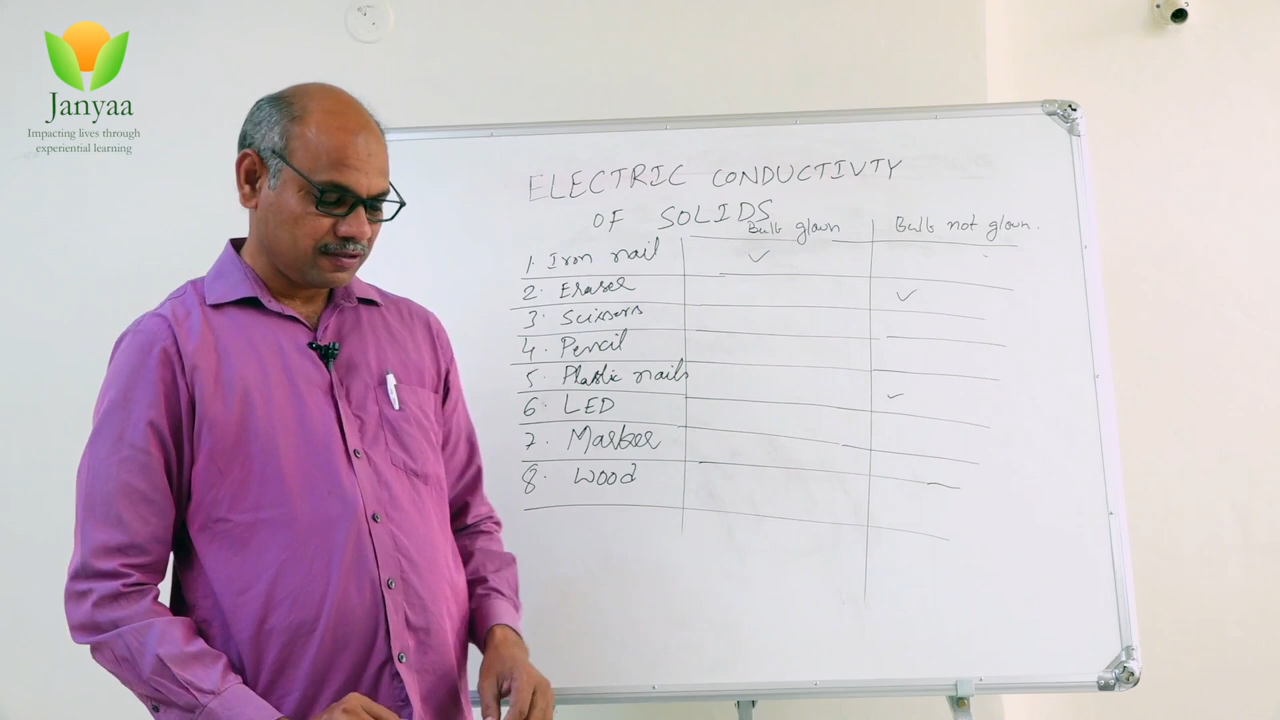 Janyaa
Impacting lives through
experiential learning
ELECTRIC CONDUCTIVTY
OF SOLIDS
Bulb glown
Bulb not glown.
1. Iron nail ✓
2. Eraser ✓
3. Scissors
4. Pencil
5. Plastic nails
6. LED ✓
7. Marker
8. Wood